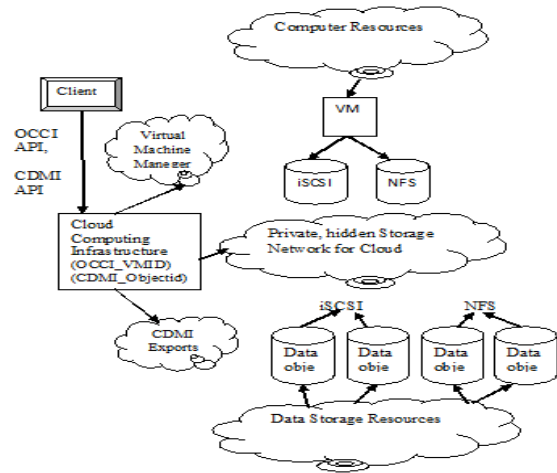 Computer Resources
Client
VM
OCCI
API,
CDMI
API
Virtual
Machine
Maneger
iSCSI
NFS
Cloud
Computing
Infrastructure
(OCCI_VMID)
(CDMI_Objectid)
Private, hidden Storage
Network for Cloud
CDMI
Exports
iSCSI
NFS
Data
obje
Data
obje
Data
obje
Data
obje
Data Storage Resources